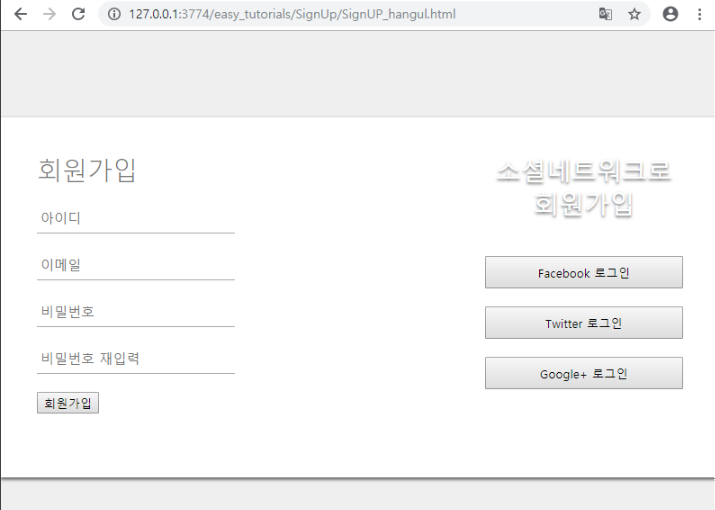 127.0.0.1:3774/easy_tutorials/SignUp/SignUP_hangul.html
회원가입
아이디
이메일
비밀번호
비밀번호 재입력
회원가입
소셜네트워크로
회원가입
Facebook 로그인
Twitter 로그인
Google+ 로그인